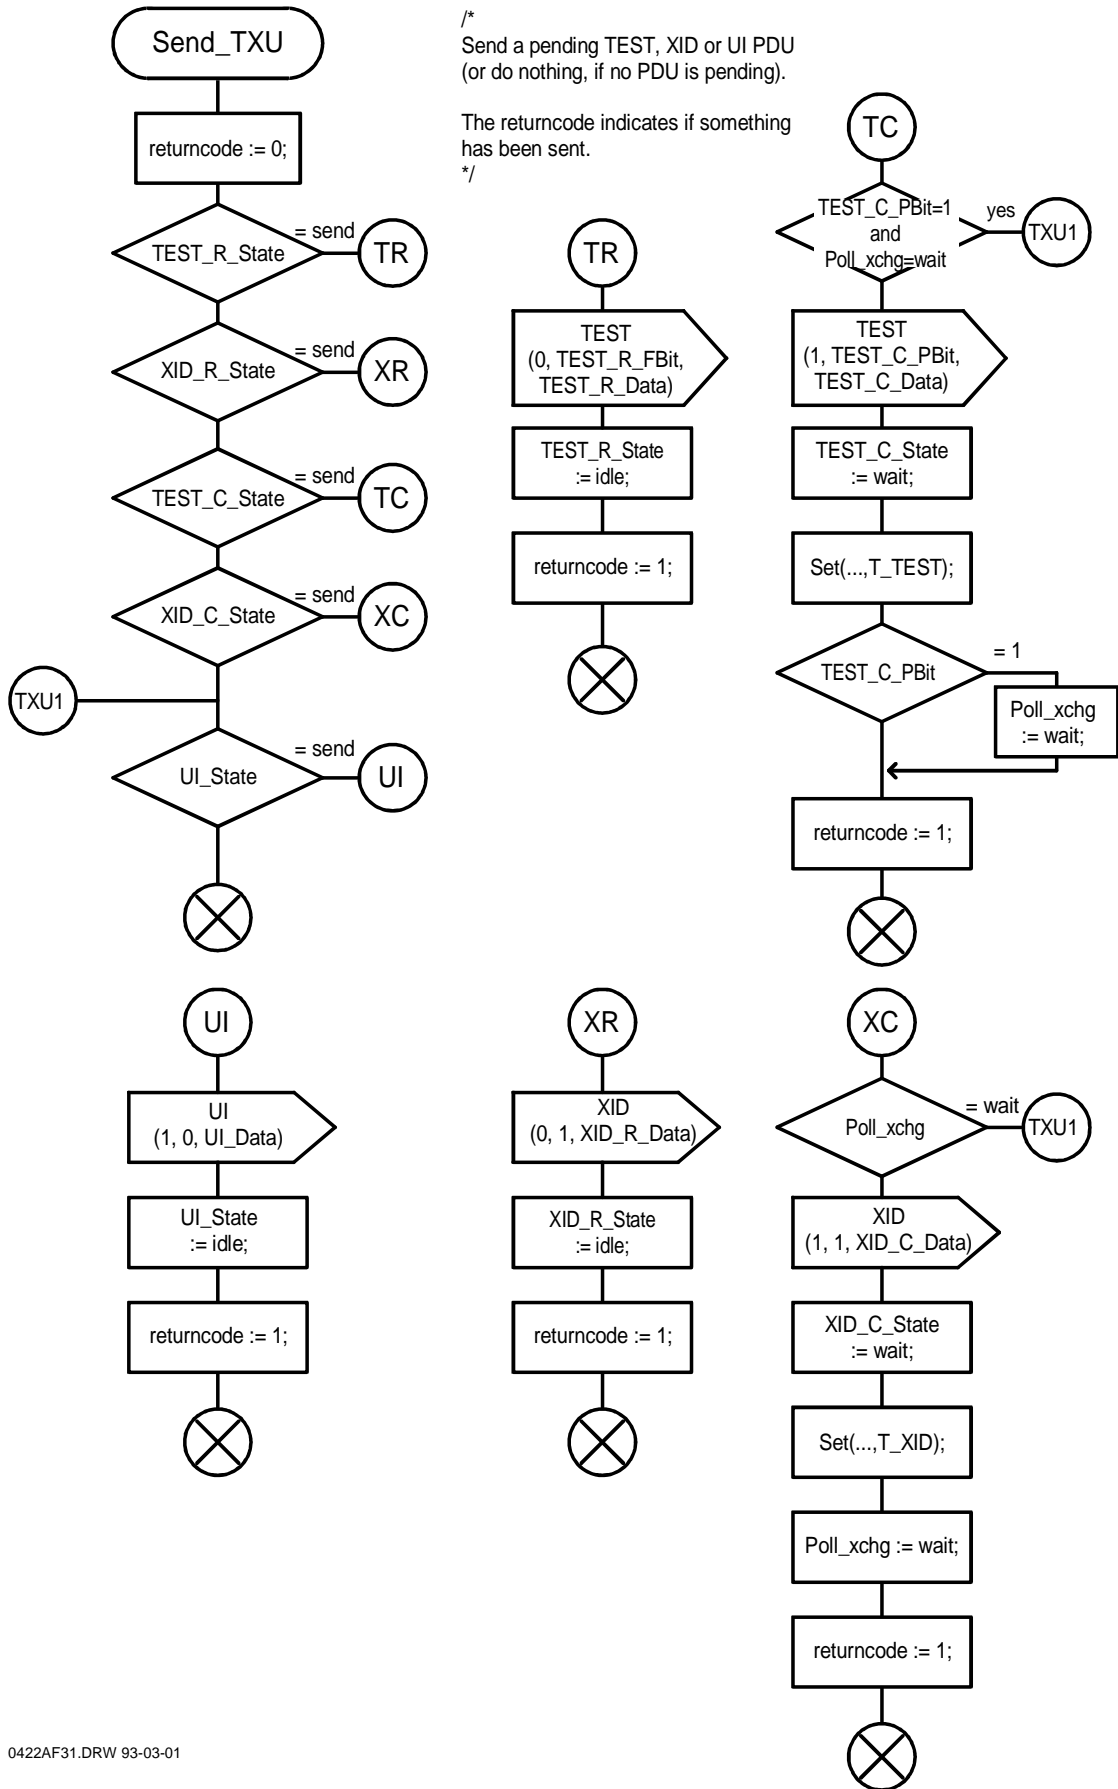 Send_TXU
returncode := 0;
TEST_R_State
= send
TR
XID_R_State
= send
XR
TEST_C_State
= send
TC
XID_C_State
= send
XC
TXU1
UI_State
= send
UI
/*
Send a pending TEST, XID or UI PDU
(or do nothing, if no PDU is pending).
The returncode indicates if something
has been sent.
*/
TR
TEST
(0, TEST_R_FBit,
TEST_R_Data)
TEST_R_State
:= idle;
returncode := 1;
TC
TEST_C_PBit=1
and
Poll_xchg=wait
yes
TXU1
TEST
(1, TEST_C_PBit,
TEST_C_Data)
TEST_C_State
:= wait;
Set(...,T_TEST);
TEST_C_PBit
= 1
Poll_xchg
:= wait;
returncode := 1;
UI
UI
(1, 0, UI_Data)
UI_State
:= idle;
returncode := 1;
XR
XID
(0, 1, XID_R_Data)
XID_R_State
:= idle;
returncode := 1;
XC
Poll_xchg
= wait
TXU1
XID
(1, 1, XID_C_Data)
XID_C_State
:= wait;
Set(...,T_XID);
Poll_xchg := wait;
returncode := 1;
0422AF31.DRW 93-03-01